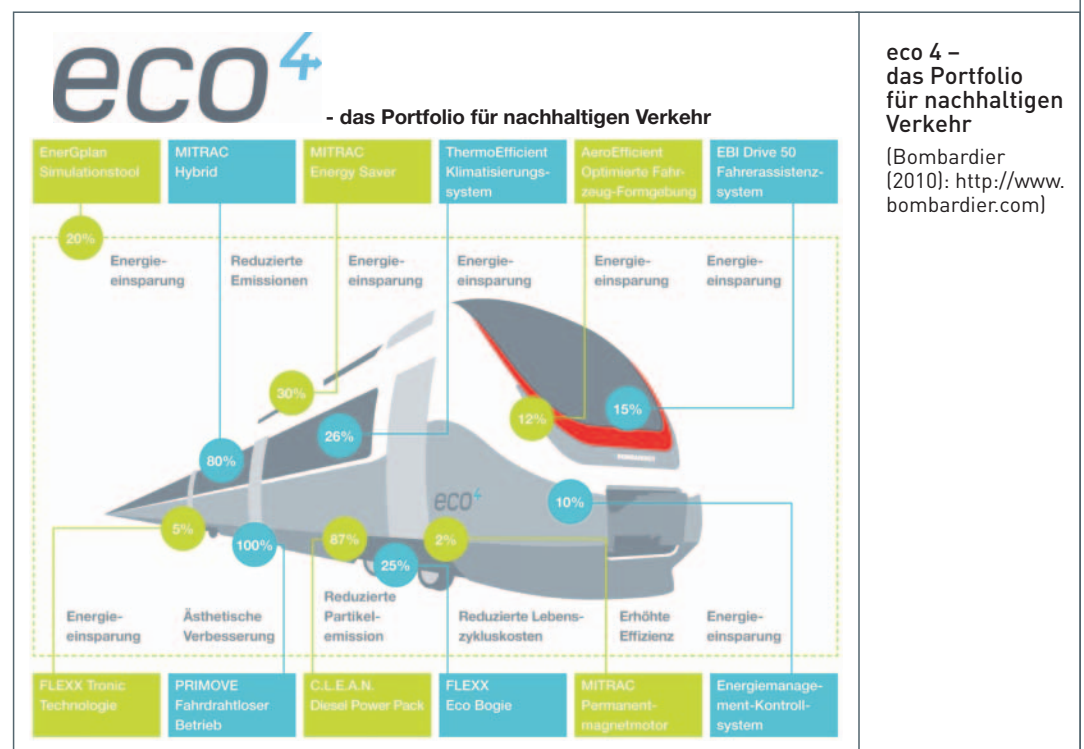 eco4
- das Portfolio für nachhaltigen Verkehr
EnerGplan
Simulationstool
MITRAC
Hybrid
MITRAC
Energy Saver
ThermoEfficient
Klimatisierungs-
system
AeroEfficient
Optimierte Fahr-
zeug-Formgebung
EBI Drive 50
Fahrerassistenz-
system
20%
Energie-
einsparung
Reduzierte
Emissionen
Energie-
einsparung
Energie-
einsparung
Energie-
einsparung
Energie-
einsparung
30%
26%
12%
15%
80%
BOMBARDIER
eco4
10%
5%
100%
87%
2%
25%
Energie-
einsparung
Ästhetische
Verbesserung
Reduzierte
Partikel-
emission
Reduzierte Lebens-
zykluskosten
Erhöhte
Effizienz
Energie-
einsparung
FLEXX Tronic
Technologie
PRIMOVE
Fahrdrahtloser
Betrieb
C.L.E.A.N.
Diesel Power Pack
FLEXX
Eco Bogie
MITRAC
Permanent-
magnetmotor
Energiemanage-
ment-Kontroll-
system
eco 4 –
das Portfolio
für nachhaltigen
Verkehr
(Bombardier
(2010): http://www.
bombardier.com)